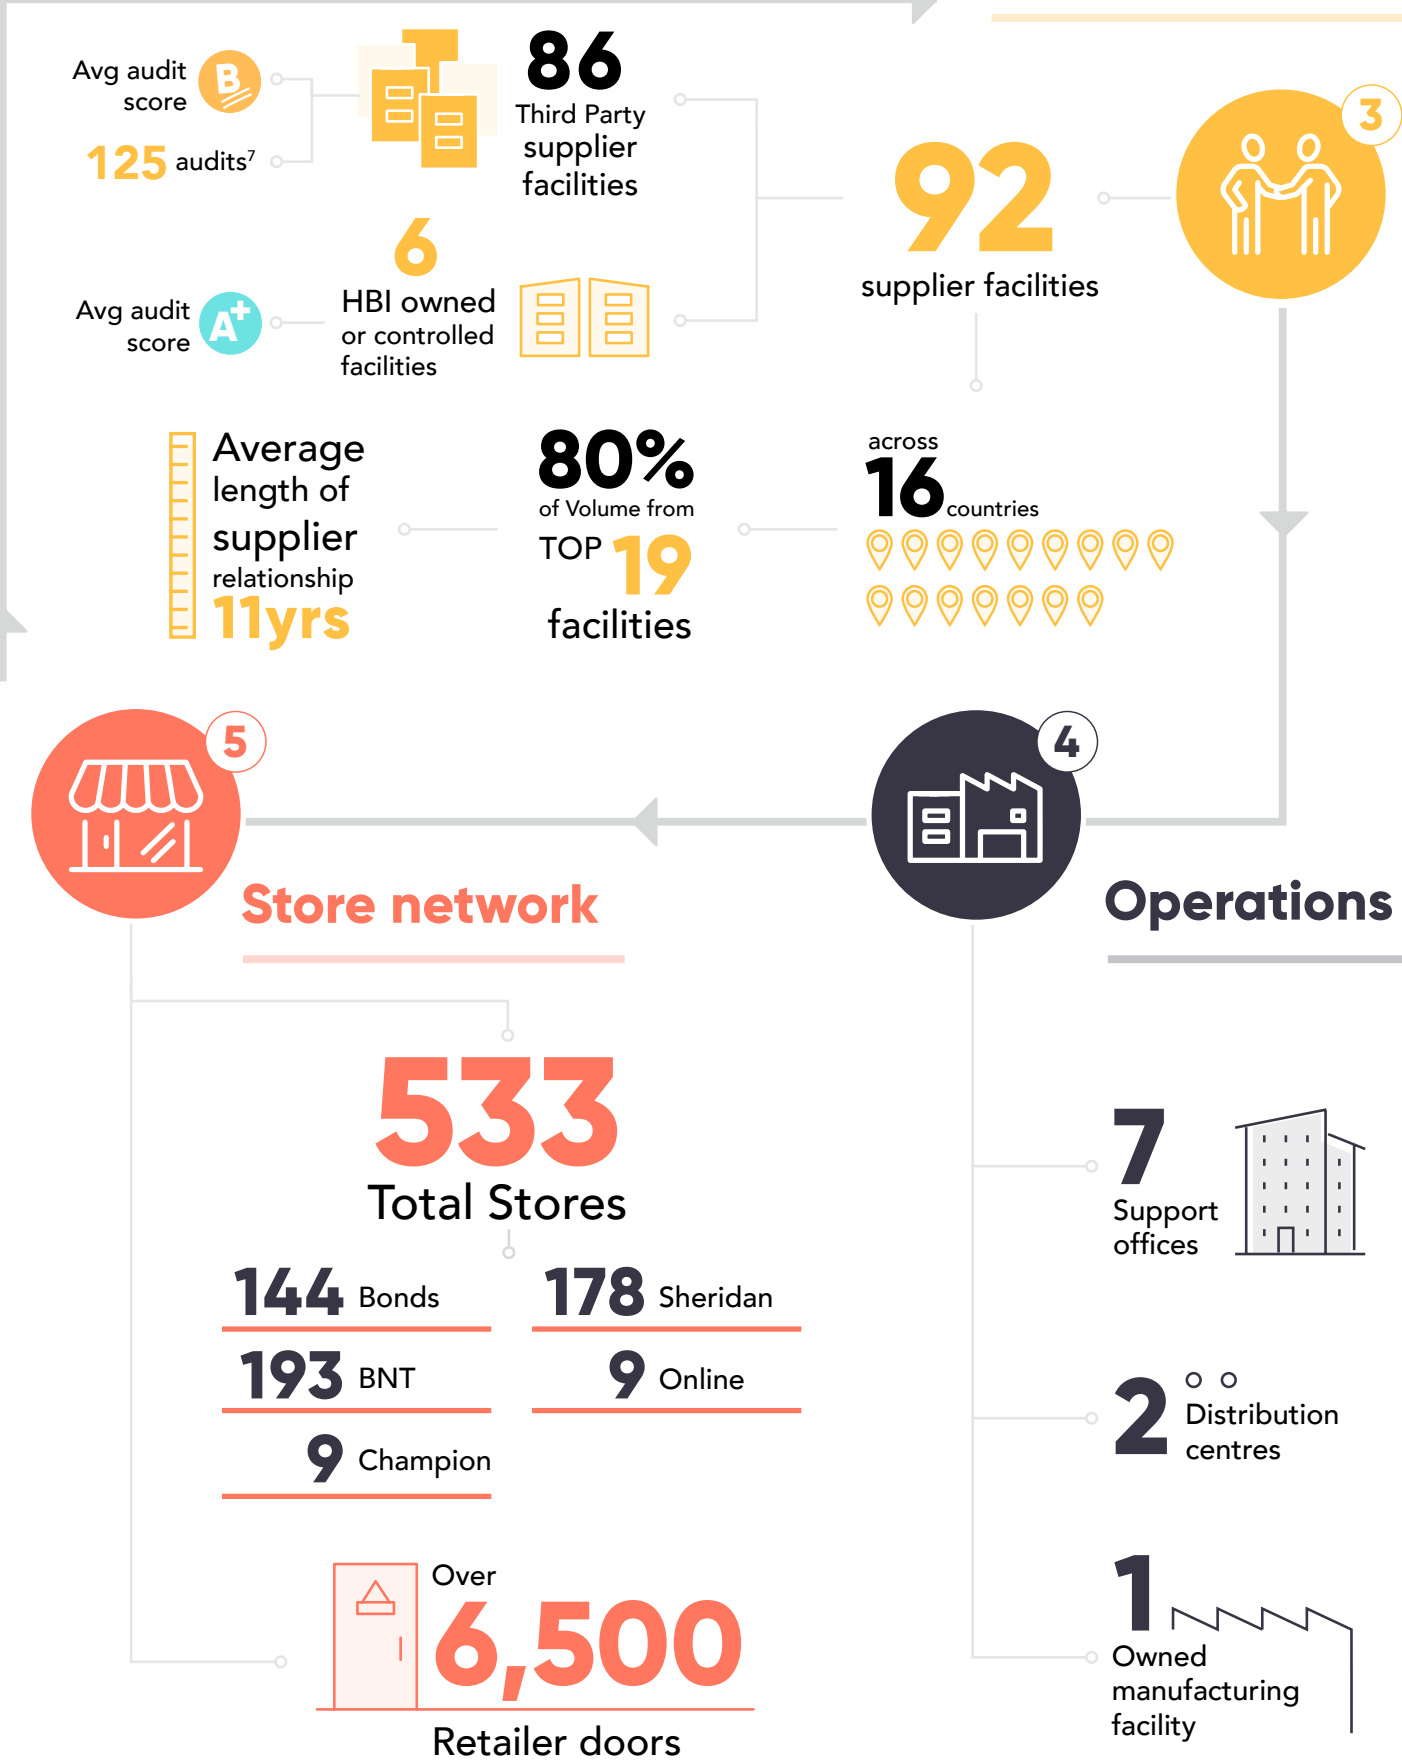 Avg audit
score
B
125 audits7
86
Third Party
supplier
facilities
6
HBI owned
or controlled
facilities
Avg audit
score
A+
92
supplier facilities
3
across
16 countries
80%
of Volume from
TOP 19
facilities
Average
length of
supplier
relationship
11yrs
4
Operations
7
Support
offices
2
Distribution
centres
1
Owned
manufacturing
facility
5
Store network
533
Total Stores
144 Bonds
178 Sheridan
193 BNT
9 Online
9 Champion
Over
6,500
Retailer doors